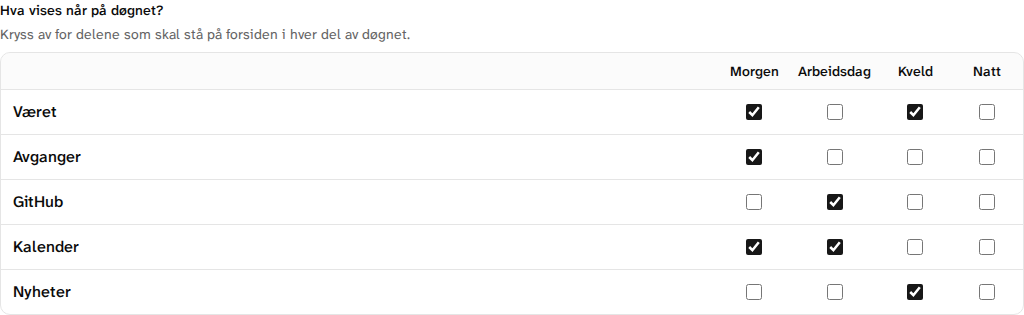 Hva vises når på døgnet?
Kryss av for delene som skal stå på forsiden i hver del av døgnet.
Morgen Arbeidsdag Kveld Natt
Været
Avganger
GitHub
Kalender
Nyheter